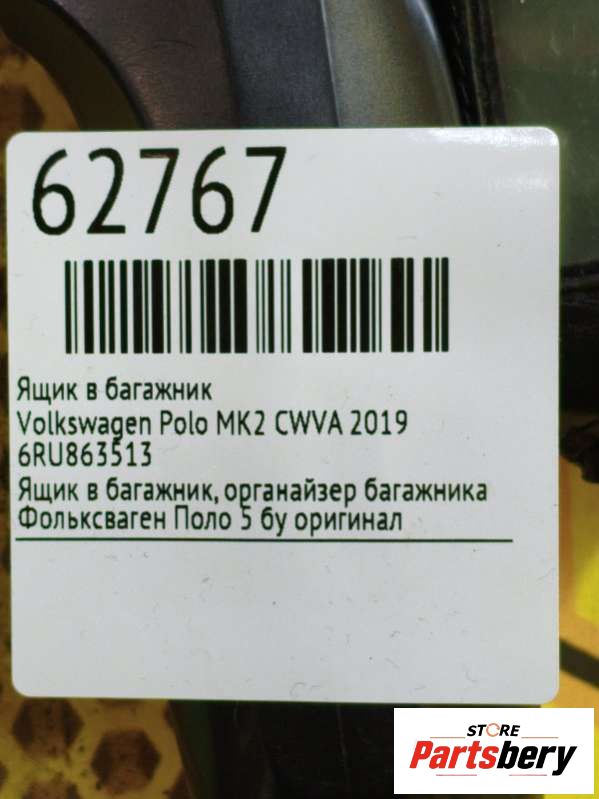 62767
Ящик в багажник
Volkswagen Polo MK2 CWVA 2019
6RU863513
Ящик в багажник, органайзер багажника
Фольксваген Поло 5 бу оригинал
STORE
Partsbery